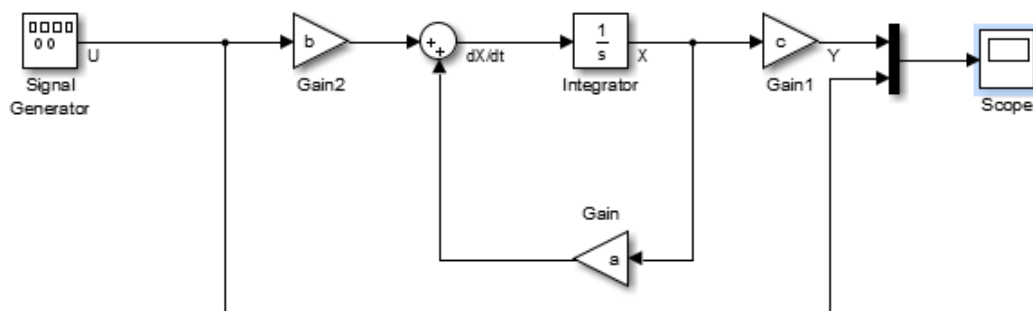 U
Signal
Generator
b
Gain2
++
dX/dt
1
s
Integrator
X
c
Gain1
Y
Scope
Gain
a